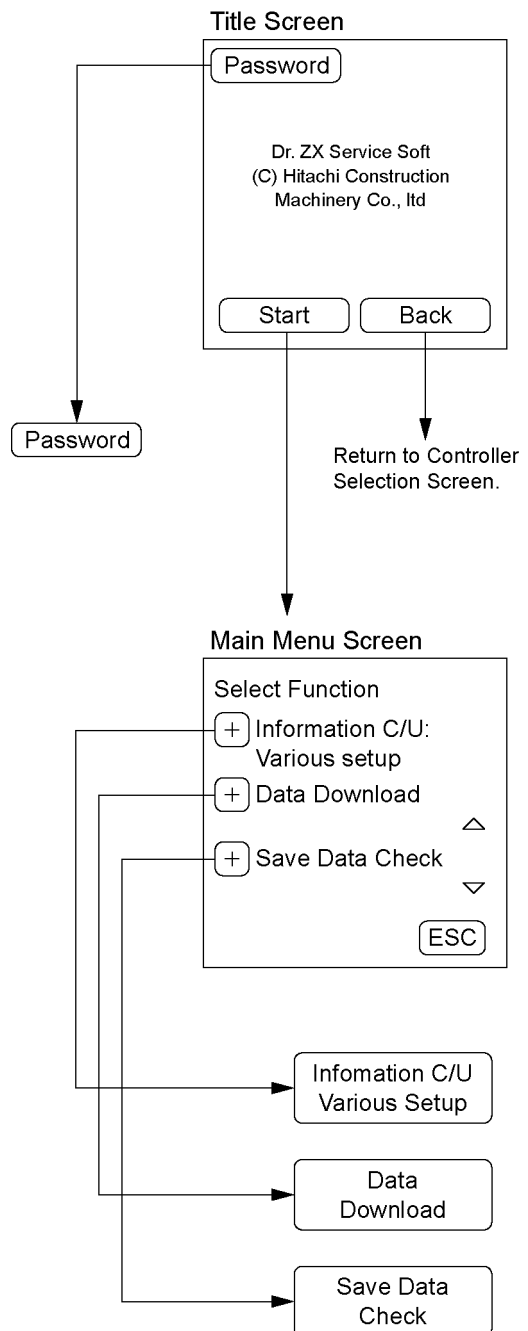 Title Screen
Password
Dr. ZX Service Soft
(C) Hitachi Construction
Machinery Co., ltd
Start
Back
Password
Return to Controller
Selection Screen.
Main Menu Screen
Select Function
+ Information C/U:
Various setup
+ Data Download
+ Save Data Check
ESC
Infomation C/U
Various Setup
Data
Download
Save Data
Check